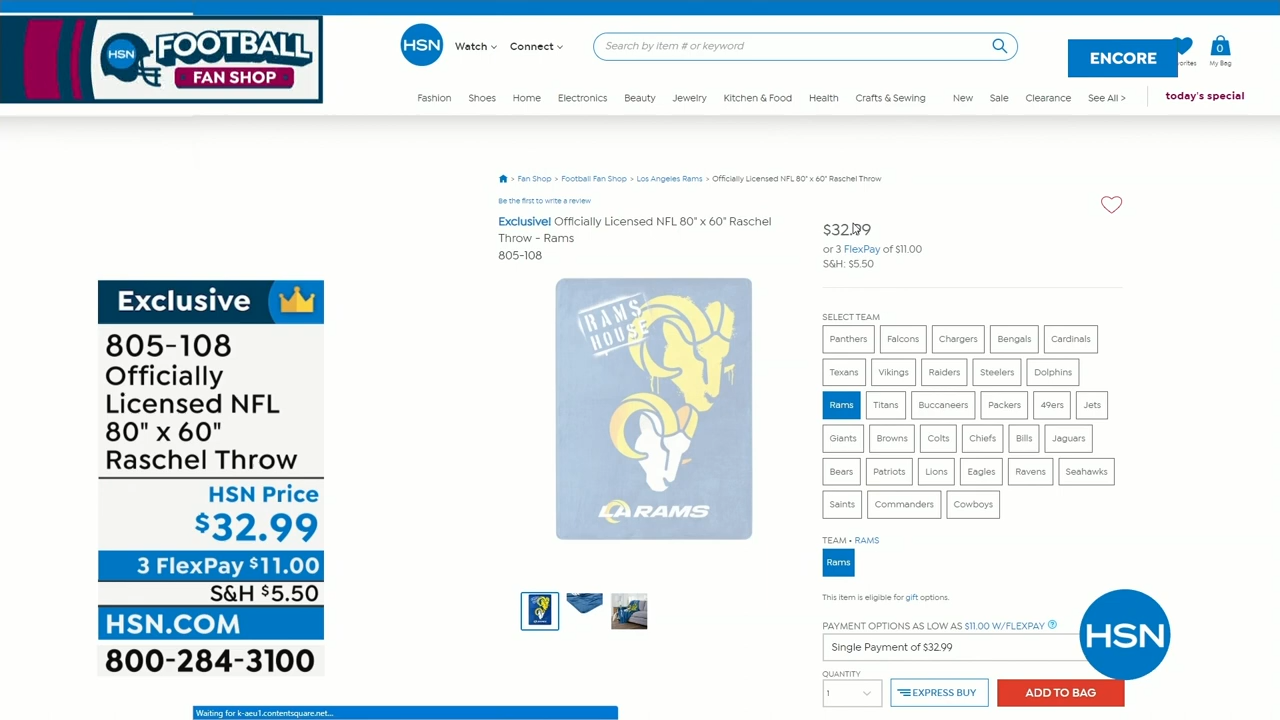 HSN
FOOTBALL
FAN SHOP
HSN
Watch
Connect
Search by item # or keyword
ENCORE
0
My Bag
Fashion
Shoes
Home
Electronics
Beauty
Jewelry
Kitchen & Food
Health
Crafts & Sewing
New
Sale
Clearance
See All >
today's special
> Fan Shop > Football Fan Shop > Los Angeles Rams > Officially Licensed NFL 80" x 60" Raschel Throw
Be the first to write a review
Exclusive! Officially Licensed NFL 80" x 60" Raschel
Throw - Rams
805-108
RAMS
HOUSE
LA RAMS
$32.99
or 3 FlexPay of $11.00
S&H: $5.50
SELECT TEAM
Panthers Falcons Chargers Bengals Cardinals
Texans Vikings Raiders Steelers Dolphins
Rams Titans Buccaneers Packers 49ers Jets
Giants Browns Colts Chiefs Bills Jaguars
Bears Patriots Lions Eagles Ravens Seahawks
Saints Commanders Cowboys
TEAM • RAMS
Rams
This item is eligible for gift options.
PAYMENT OPTIONS AS LOW AS $11.00 W/FLEXPAY ?
Single Payment of $32.99
QUANTITY
1
EXPRESS BUY
ADD TO BAG
HSN
Exclusive
805-108
Officially
Licensed NFL
80" x 60"
Raschel Throw
HSN Price
$32.99
3 FlexPay $11.00
S&H $5.50
HSN.COM
800-284-3100
Waiting for k-aeu1.contentsquare.net...